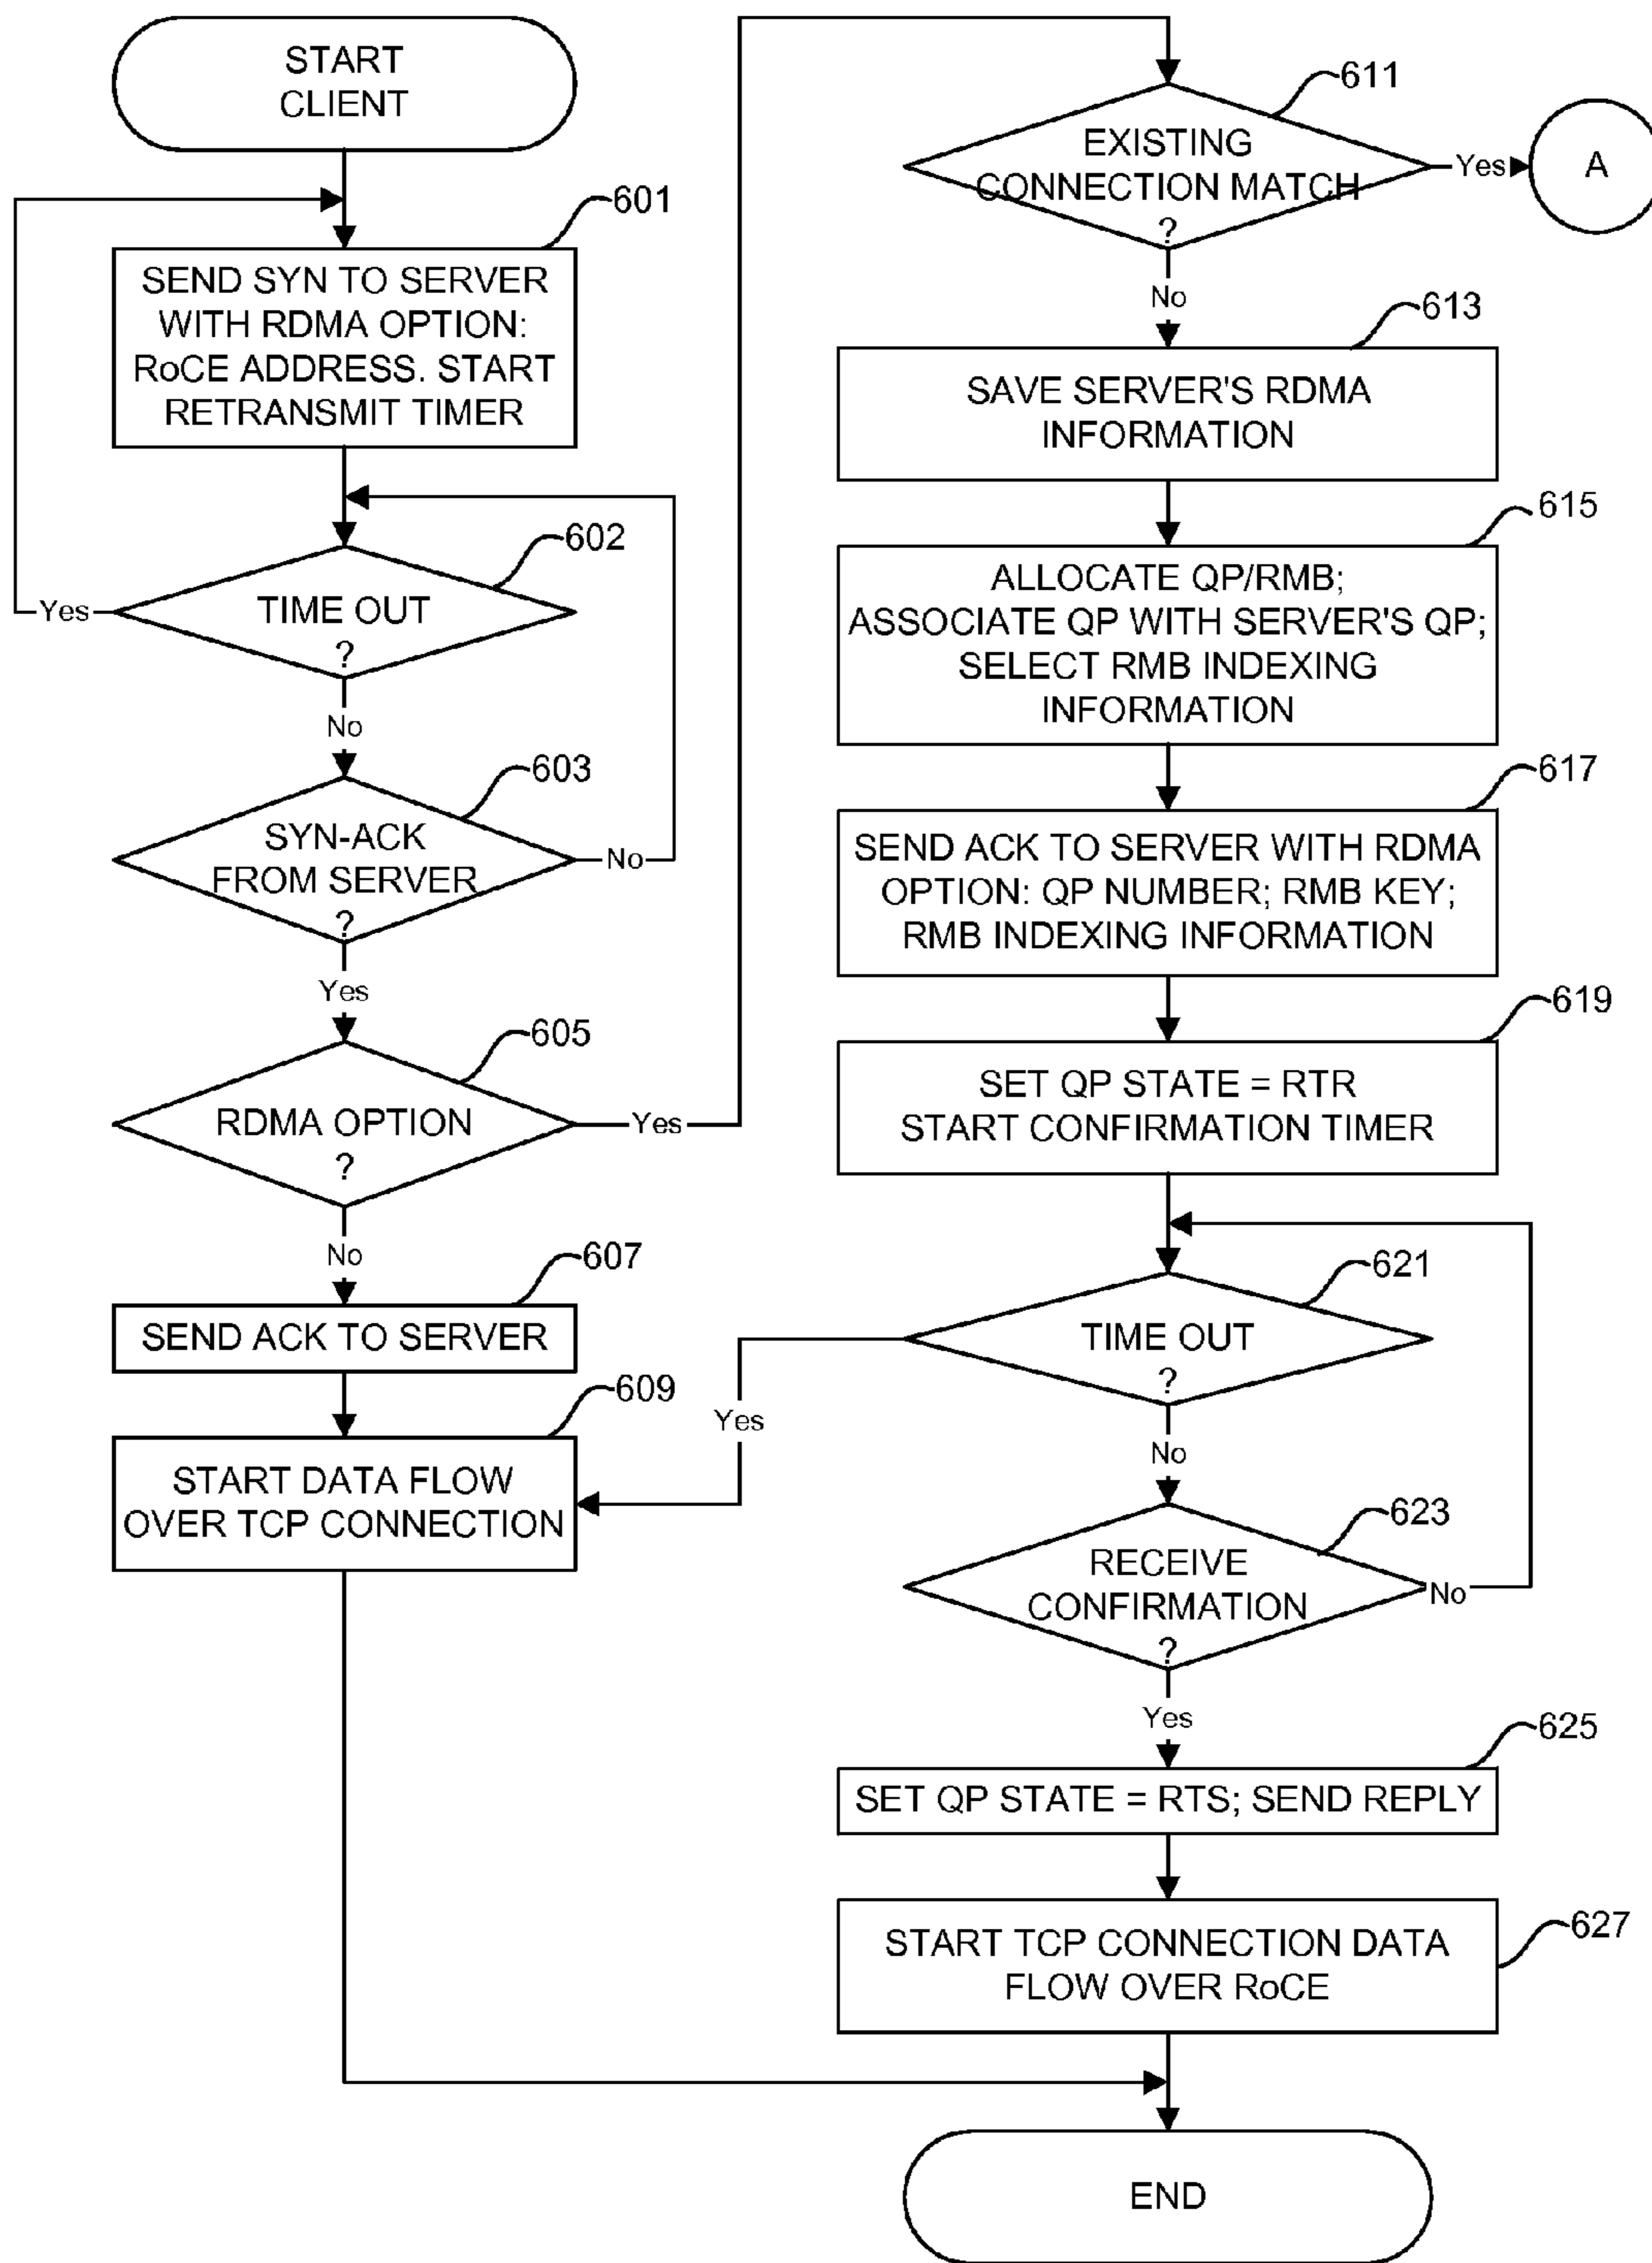 START
CLIENT
601
SEND SYN TO SERVER
WITH RDMA OPTION:
RoCE ADDRESS. START
RETRANSMIT TIMER
602
TIME OUT
?
Yes
No
603
SYN-ACK
FROM SERVER
?
No
Yes
605
RDMA OPTION
?
Yes
No
607
SEND ACK TO SERVER
609
START DATA FLOW
OVER TCP CONNECTION
611
EXISTING
CONNECTION MATCH
?
Yes
A
No
613
SAVE SERVER'S RDMA
INFORMATION
615
ALLOCATE QP/RMB;
ASSOCIATE QP WITH SERVER'S QP;
SELECT RMB INDEXING
INFORMATION
617
SEND ACK TO SERVER WITH RDMA
OPTION: QP NUMBER; RMB KEY;
RMB INDEXING INFORMATION
619
SET QP STATE = RTR
START CONFIRMATION TIMER
621
TIME OUT
?
Yes
No
623
RECEIVE
CONFIRMATION
?
No
Yes
625
SET QP STATE = RTS; SEND REPLY
627
START TCP CONNECTION DATA
FLOW OVER RoCE
END